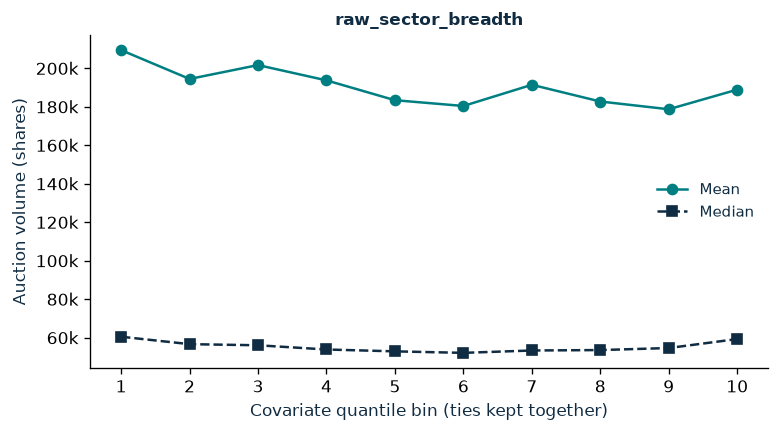 raw_sector_breadth
Auction volume (shares)
200k
180k
160k
140k
120k
100k
80k
60k
Mean
Median
1 2 3 4 5 6 7 8 9 10
Covariate quantile bin (ties kept together)